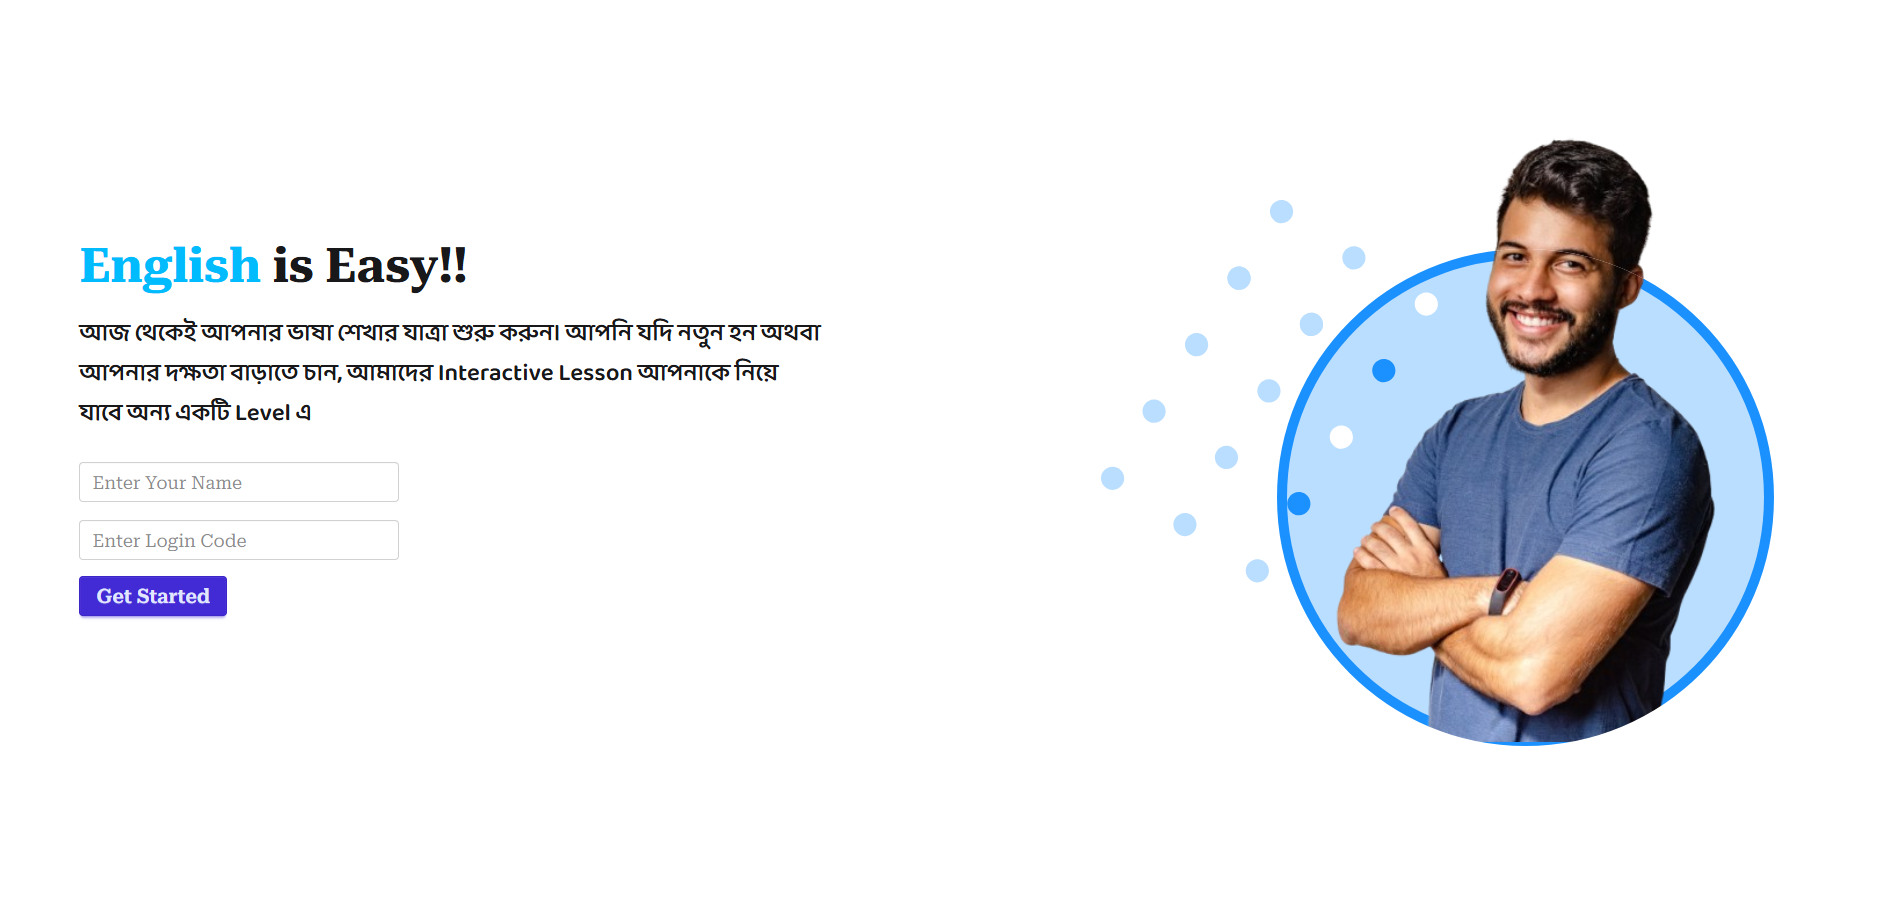 English is Easy!!
আজ থেকেই আপনার ভাষা শেখার যাত্রা শুরু করুন। আপনি যদি নতুন হন অথবা
আপনার দক্ষতা বাড়াতে চান, আমাদের Interactive Lesson আপনাকে নিয়ে
যাবে অন্য একটি Level এ
Enter Your Name
Enter Login Code
Get Started